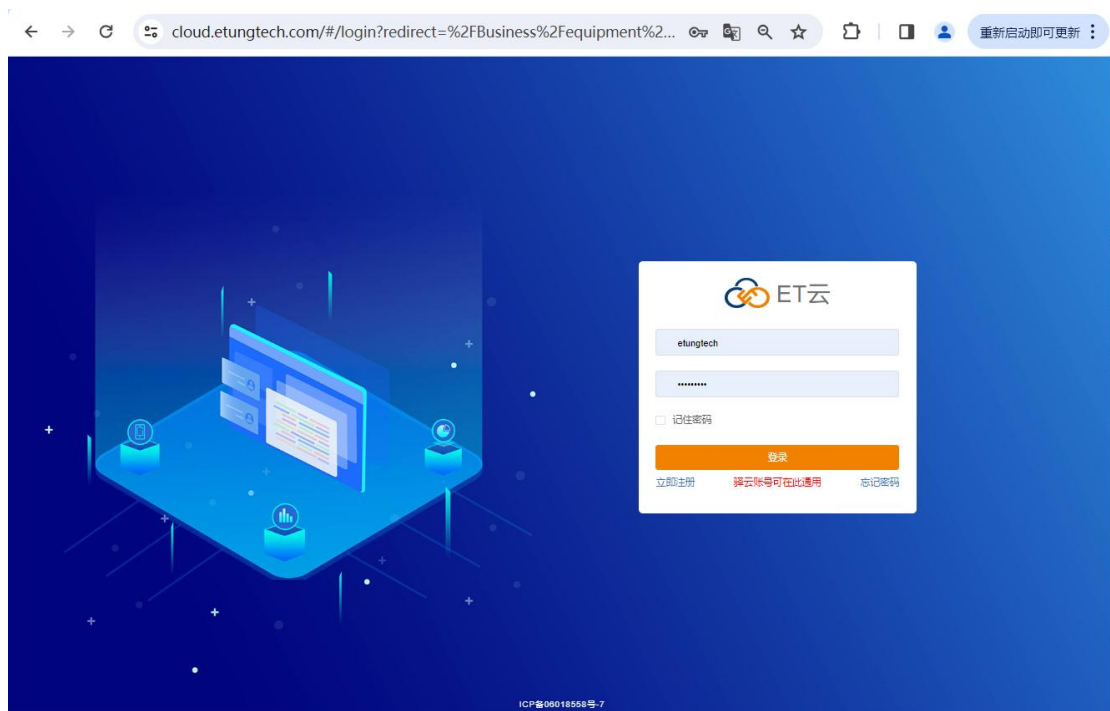 cloud.etungtech.com/#/login?redirect=%2FBusiness%2Fequipment%2...
重新启动即可更新
ET云
etungtech
•••••••••
记住密码
登录
立即注册 驿云账号可在此通用 忘记密码
ICP备06018558号-7